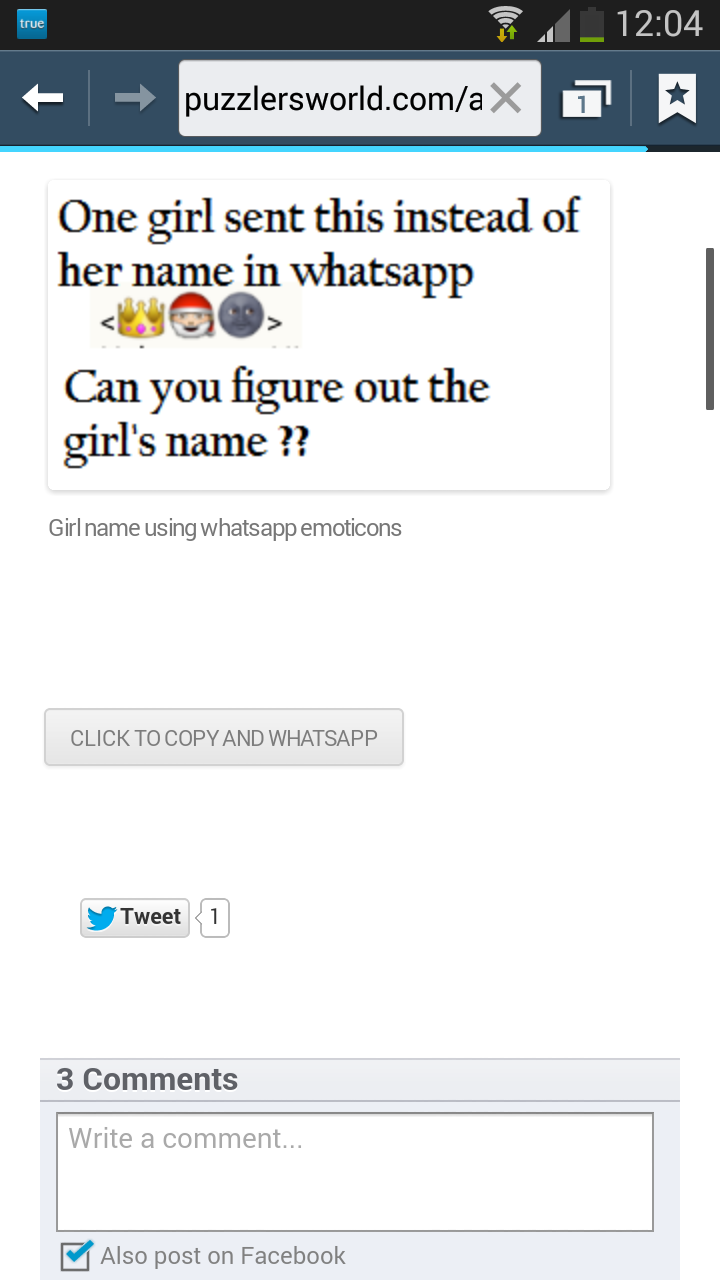 true
12:04
puzzlersworld.com/a
1
One girl sent this instead of
her name in whatsapp
< >
Can you figure out the
girl's name ??
Girl name using whatsapp emoticons
CLICK TO COPY AND WHATSAPP
Tweet 1
3 Comments
Write a comment...
Also post on Facebook